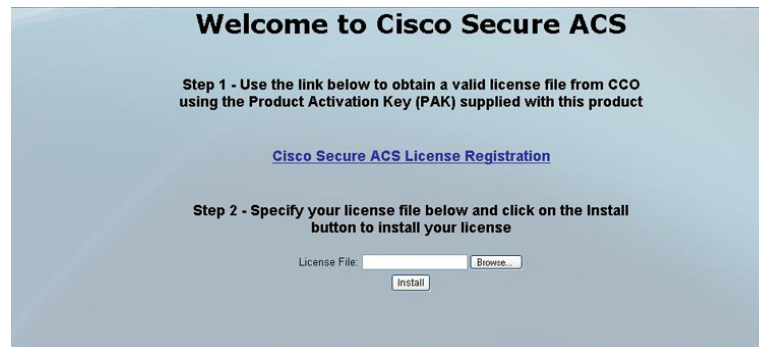 Welcome to Cisco Secure ACS
Step 1 - Use the link below to obtain a valid license file from CCO
using the Product Activation Key (PAK) supplied with this product
Cisco Secure ACS License Registration
Step 2 - Specify your license file below and click on the Install
button to install your license
License File: Browse...
Install